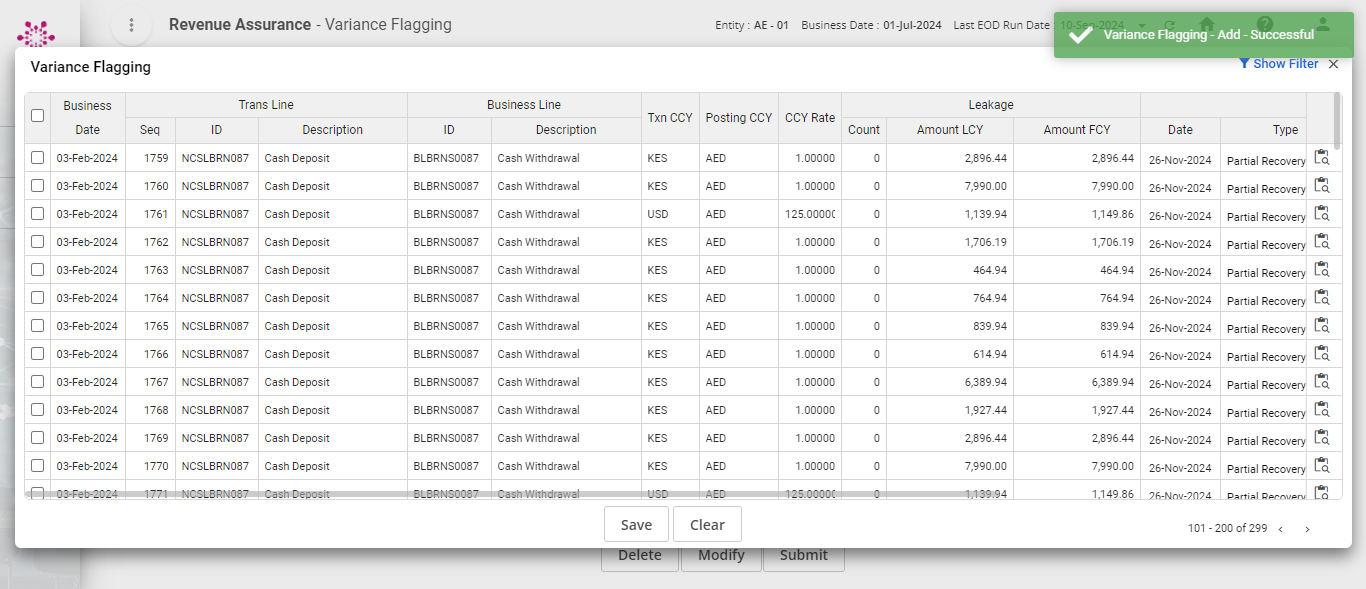 Revenue Assurance - Variance Flagging
Entity : AE - 01 Business Date : 01-Jul-2024 Last EOD Run Date : 10-Sep-2024
Variance Flagging - Add - Successful
Variance Flagging
Show Filter
Business Date Trans Line Business Line Txn CCY Posting CCY CCY Rate Leakage
Seq ID Description ID Description Count Amount LCY Amount FCY Date Type
03-Feb-2024 1759 NCSLBRN087 Cash Deposit BLBRNS0087 Cash Withdrawal KES AED 1.00000 0 2,896.44 2,896.44 26-Nov-2024 Partial Recovery
03-Feb-2024 1760 NCSLBRN087 Cash Deposit BLBRNS0087 Cash Withdrawal KES AED 1.00000 0 7,990.00 7,990.00 26-Nov-2024 Partial Recovery
03-Feb-2024 1761 NCSLBRN087 Cash Deposit BLBRNS0087 Cash Withdrawal USD AED 125.00000 0 1,139.94 1,149.86 26-Nov-2024 Partial Recovery
03-Feb-2024 1762 NCSLBRN087 Cash Deposit BLBRNS0087 Cash Withdrawal KES AED 1.00000 0 1,706.19 1,706.19 26-Nov-2024 Partial Recovery
03-Feb-2024 1763 NCSLBRN087 Cash Deposit BLBRNS0087 Cash Withdrawal KES AED 1.00000 0 464.94 464.94 26-Nov-2024 Partial Recovery
03-Feb-2024 1764 NCSLBRN087 Cash Deposit BLBRNS0087 Cash Withdrawal KES AED 1.00000 0 764.94 764.94 26-Nov-2024 Partial Recovery
03-Feb-2024 1765 NCSLBRN087 Cash Deposit BLBRNS0087 Cash Withdrawal KES AED 1.00000 0 839.94 839.94 26-Nov-2024 Partial Recovery
03-Feb-2024 1766 NCSLBRN087 Cash Deposit BLBRNS0087 Cash Withdrawal KES AED 1.00000 0 614.94 614.94 26-Nov-2024 Partial Recovery
03-Feb-2024 1767 NCSLBRN087 Cash Deposit BLBRNS0087 Cash Withdrawal KES AED 1.00000 0 6,389.94 6,389.94 26-Nov-2024 Partial Recovery
03-Feb-2024 1768 NCSLBRN087 Cash Deposit BLBRNS0087 Cash Withdrawal KES AED 1.00000 0 1,927.44 1,927.44 26-Nov-2024 Partial Recovery
03-Feb-2024 1769 NCSLBRN087 Cash Deposit BLBRNS0087 Cash Withdrawal KES AED 1.00000 0 2,896.44 2,896.44 26-Nov-2024 Partial Recovery
03-Feb-2024 1770 NCSLBRN087 Cash Deposit BLBRNS0087 Cash Withdrawal KES AED 1.00000 0 7,990.00 7,990.00 26-Nov-2024 Partial Recovery
03-Feb-2024 1771 NCSLBRN087 Cash Deposit BLBRNS0087 Cash Withdrawal USD AED 125.00000 0 1,139.94 1,149.86 26-Nov-2024 Partial Recovery
Save Clear
101 - 200 of 299
Delete Modify Submit